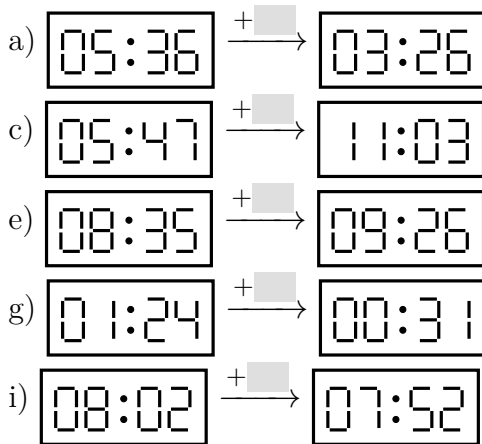 a) 05:36 + 03:26
c) 05:47 + 11:03
e) 08:35 + 09:26
g) 01:24 + 00:31
i) 08:02 + 07:52